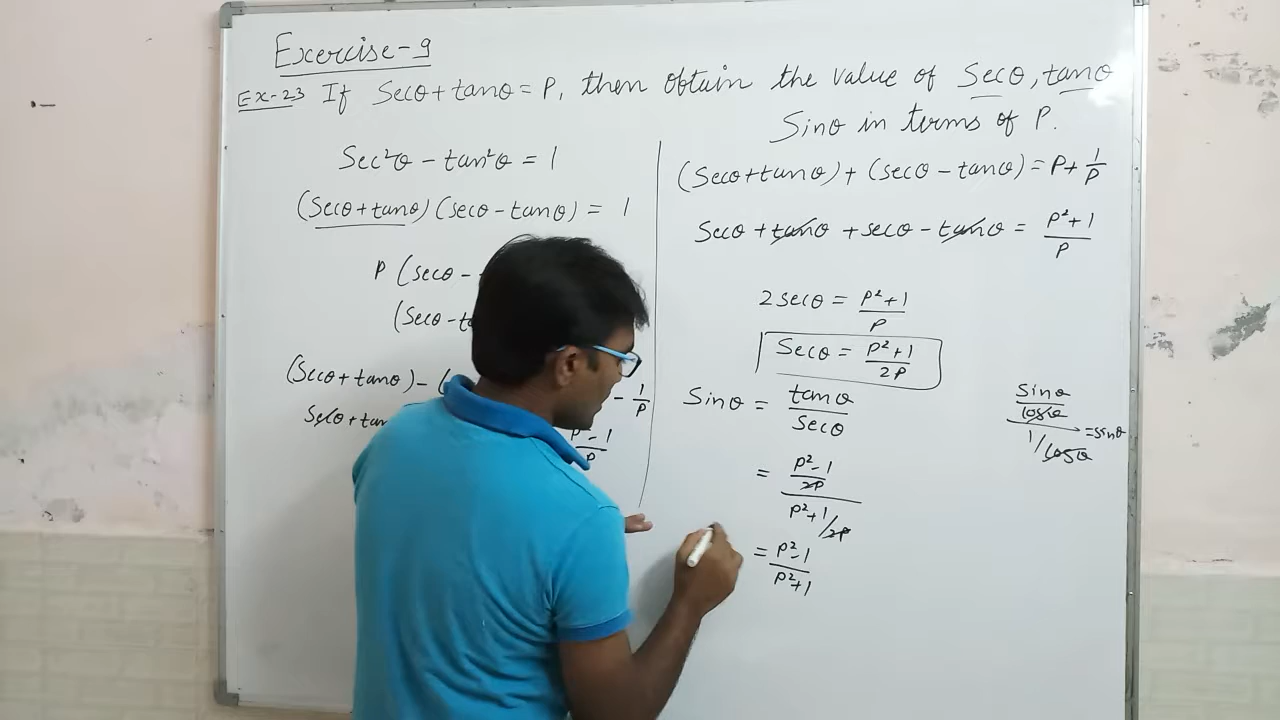 Exercise-9
Ex-23 If Secθ + tanθ = P, then obtain the value of Secθ, tanθ
Sinθ in terms of P.
Sec²θ - tan²θ = 1
(Secθ + tanθ) (secθ - tanθ) = 1
P (secθ -
(Secθ - ta
(Secθ + tanθ) - ( - 1/P
Secθ + tan P - 1/P
(Secθ + tanθ) + (secθ - tanθ) = P + 1/P
Secθ + tanθ + secθ - tanθ = P² + 1/P
2 secθ = P² + 1/P
Secθ = P² + 1/2P
Sinθ = tanθ/Secθ
= P² - 1/2P/P² + 1/2P
= P² - 1/P² + 1
Sinθ/cosθ/1/cosθ = sinθ